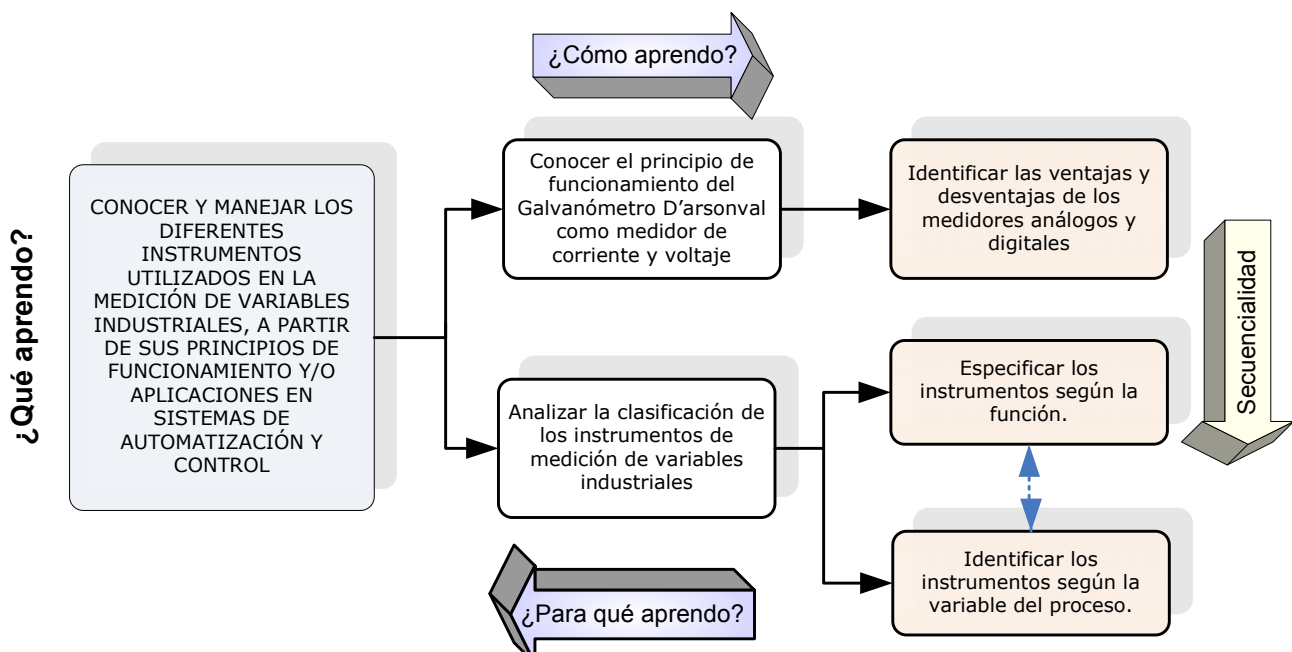 ¿Cómo aprendo?
¿Qué aprendo?
CONOCER Y MANEJAR LOS
DIFERENTES
INSTRUMENTOS
UTILIZADOS EN LA
MEDICIÓN DE VARIABLES
INDUSTRIALES, A PARTIR
DE SUS PRINCIPIOS DE
FUNCIONAMIENTO Y/O
APLICACIONES EN
SISTEMAS DE
AUTOMATIZACIÓN Y
CONTROL
Conocer el principio de
funcionamiento del
Galvanómetro D'arsonval
como medidor de
corriente y voltaje
Identificar las ventajas y
desventajas de los
medidores análogos y
digitales
Analizar la clasificación de
los instrumentos de
medición de variables
industriales
Especificar los
instrumentos según la
función.
Identificar los
instrumentos según la
variable del proceso.
Secuencialidad
¿Para qué aprendo?